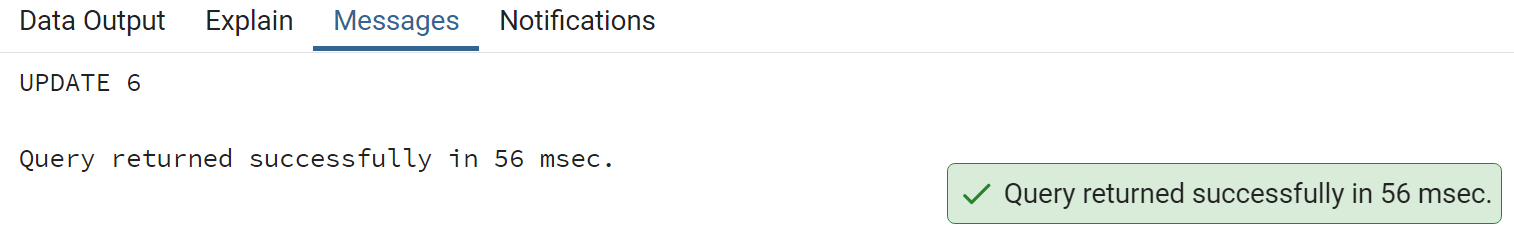 Data Output Explain Messages Notifications
UPDATE 6
Query returned successfully in 56 msec.
Query returned successfully in 56 msec.